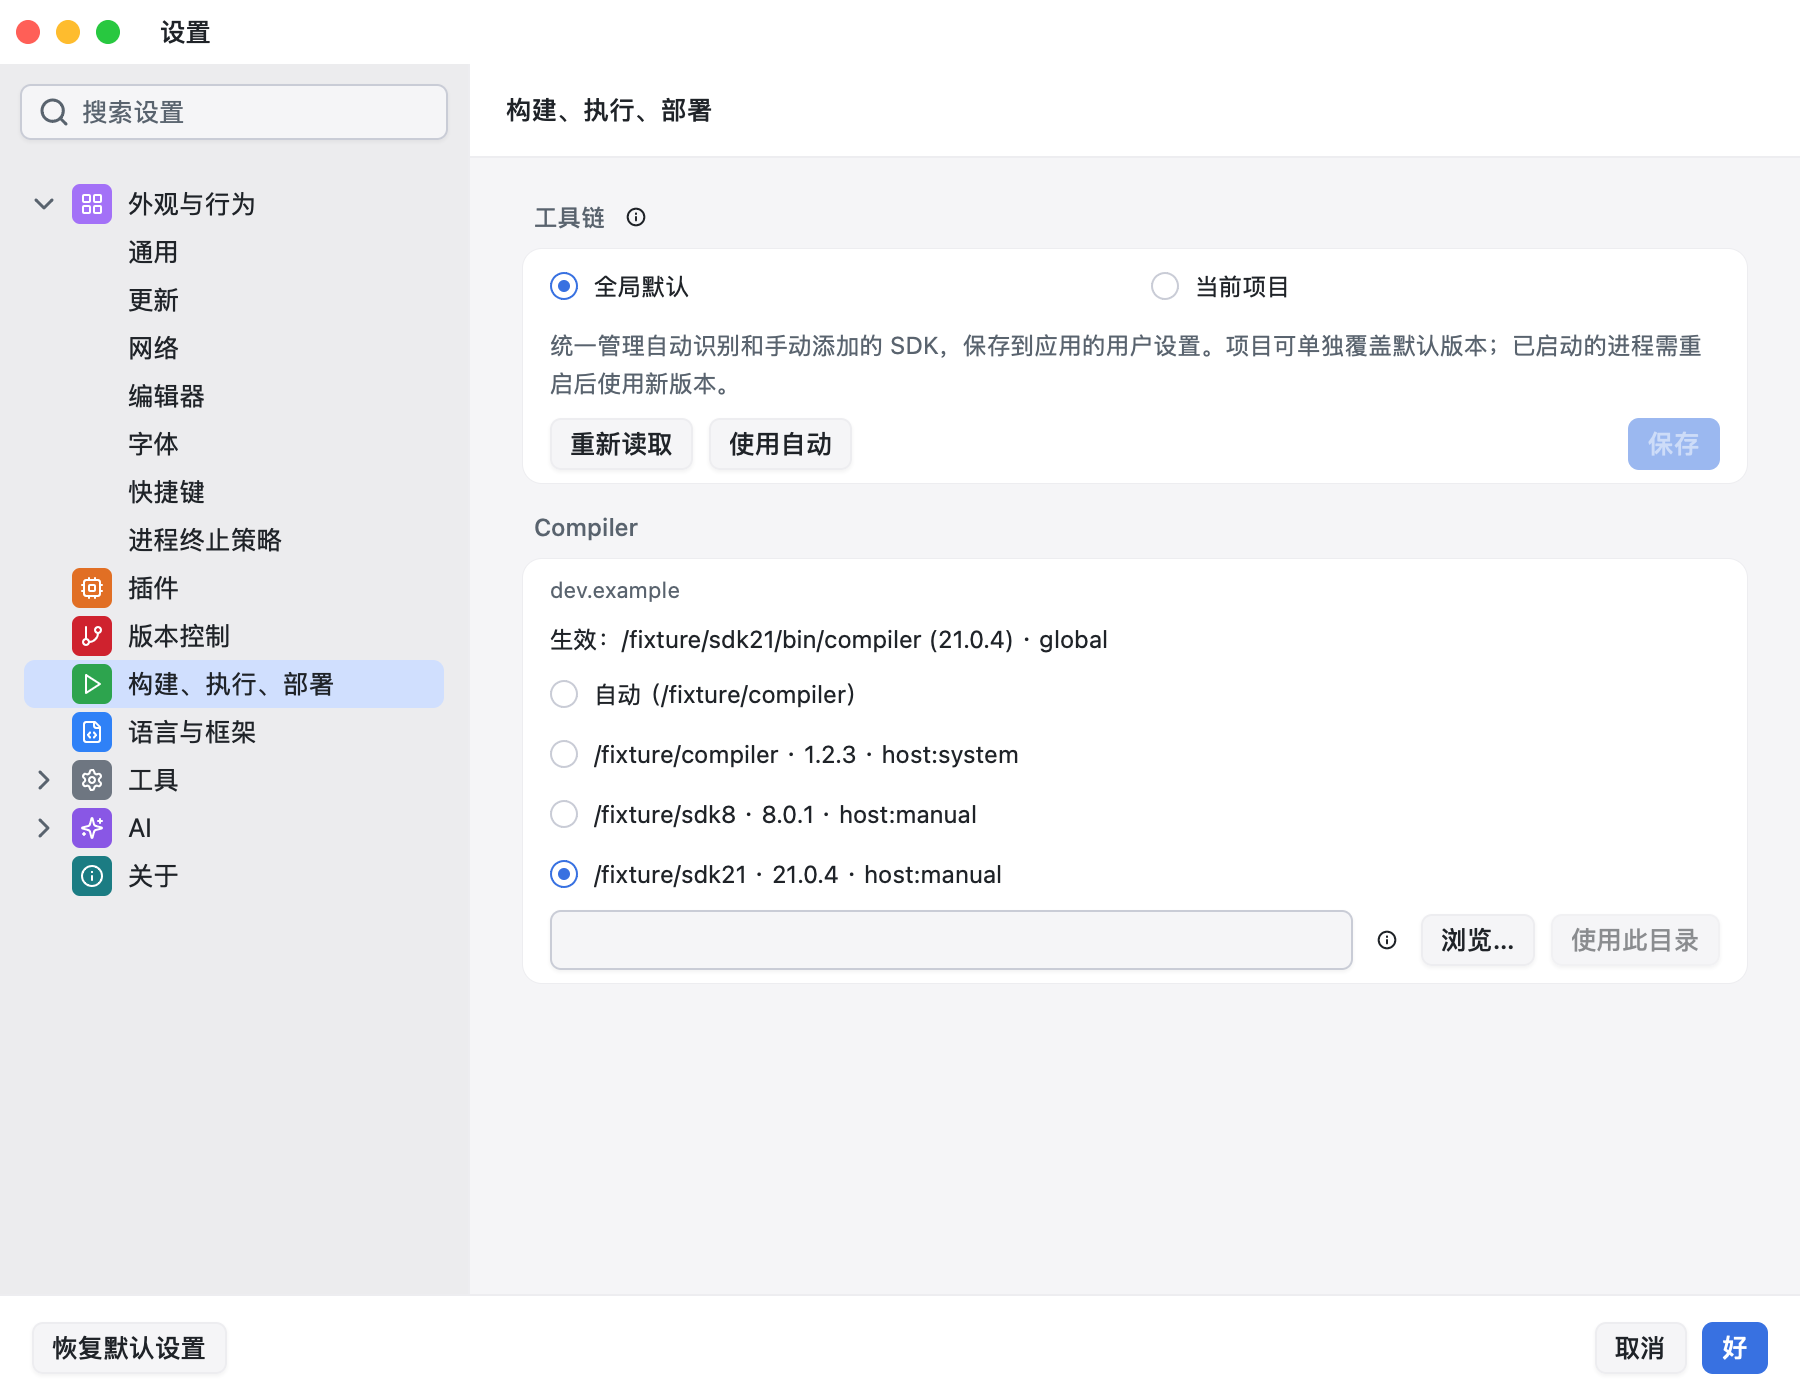 设置
搜索设置
外观与行为
通用
更新
网络
编辑器
字体
快捷键
进程终止策略
插件
版本控制
构建、执行、部署
语言与框架
工具
AI
关于
构建、执行、部署
工具链
全局默认
当前项目
统一管理自动识别和手动添加的 SDK，保存到应用的用户设置。项目可单独覆盖默认版本；已启动的进程需重
启后使用新版本。
重新读取
使用自动
保存
Compiler
dev.example
生效：/fixture/sdk21/bin/compiler (21.0.4) · global
自动（/fixture/compiler）
/fixture/compiler · 1.2.3 · host:system
/fixture/sdk8 · 8.0.1 · host:manual
/fixture/sdk21 · 21.0.4 · host:manual
浏览...
使用此目录
恢复默认设置
取消
好